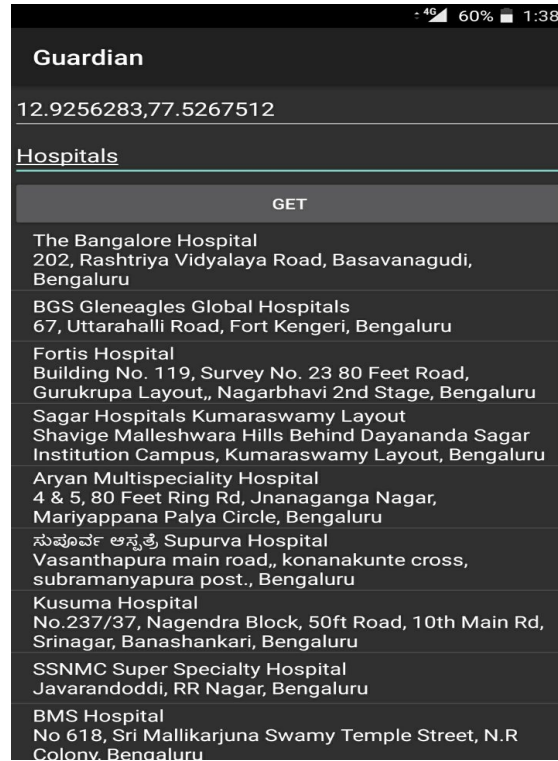 4G 60% 1:38
Guardian
12.9256283,77.5267512
Hospitals
GET
The Bangalore Hospital
202, Rashtriya Vidyalaya Road, Basavanagudi,
Bengaluru
BGS Gleneagles Global Hospitals
67, Uttarahalli Road, Fort Kengeri, Bengaluru
Fortis Hospital
Building No. 119, Survey No. 23 80 Feet Road,
Gurukrupa Layout,, Nagarbhavi 2nd Stage, Bengaluru
Sagar Hospitals Kumaraswamy Layout
Shavige Malleshwara Hills Behind Dayananda Sagar
Institution Campus, Kumaraswamy Layout, Bengaluru
Aryan Multispeciality Hospital
4 & 5, 80 Feet Ring Rd, Jnanaganga Nagar,
Mariyappana Palya Circle, Bengaluru
ಸುಪೂರ್ವ ಆಸ್ಪತ್ರೆ Supurva Hospital
Vasanthapura main road,, konanakunte cross,
subramanyapura post., Bengaluru
Kusuma Hospital
No.237/37, Nagendra Block, 50ft Road, 10th Main Rd,
Srinagar, Banashankari, Bengaluru
SSNMC Super Specialty Hospital
Javarandoddi, RR Nagar, Bengaluru
BMS Hospital
No 618, Sri Mallikarjuna Swamy Temple Street, N.R
Colony, Bengaluru